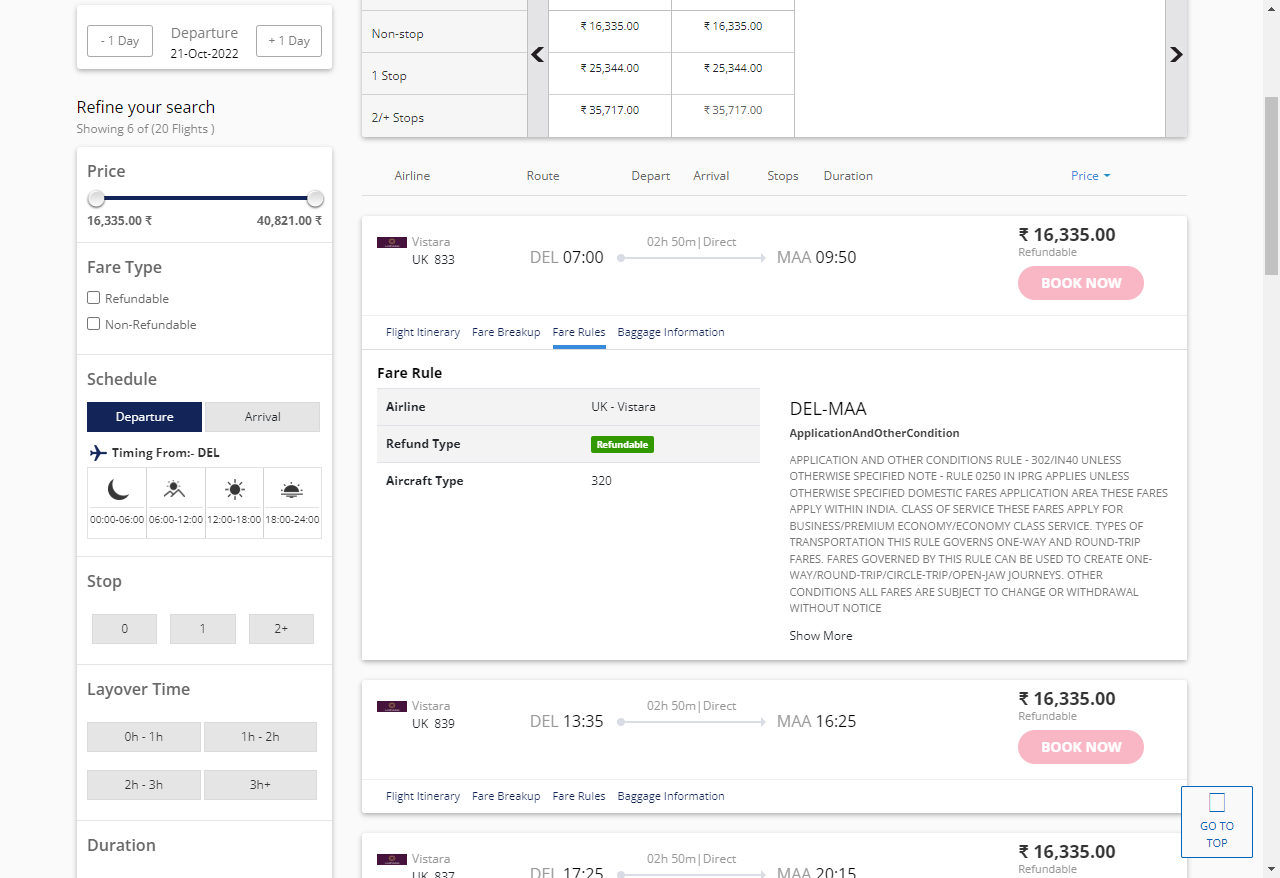 - 1 Day
Departure
21-Oct-2022
+ 1 Day
Refine your search
Showing 6 of (20 Flights )
Price
16,335.00 ₹
40,821.00 ₹
Fare Type
Refundable
Non-Refundable
Schedule
Departure
Arrival
Timing From:- DEL
00:00-06:00
06:00-12:00
12:00-18:00
18:00-24:00
Stop
0
1
2+
Layover Time
0h - 1h
1h - 2h
2h - 3h
3h+
Duration
Non-stop
₹ 16,335.00
₹ 16,335.00
1 Stop
₹ 25,344.00
₹ 25,344.00
2/+ Stops
₹ 35,717.00
₹ 35,717.00
Airline
Route
Depart
Arrival
Stops
Duration
Price
Vistara
UK 833
DEL 07:00
02h 50m|Direct
MAA 09:50
₹ 16,335.00
Refundable
BOOK NOW
Flight Itinerary
Fare Breakup
Fare Rules
Baggage Information
Fare Rule
Airline
UK - Vistara
Refund Type
Refundable
Aircraft Type
320
DEL-MAA
ApplicationAndOtherCondition
APPLICATION AND OTHER CONDITIONS RULE - 302/IN40 UNLESS
OTHERWISE SPECIFIED NOTE - RULE 0250 IN IPRG APPLIES UNLESS
OTHERWISE SPECIFIED DOMESTIC FARES APPLICATION AREA THESE FARES
APPLY WITHIN INDIA. CLASS OF SERVICE THESE FARES APPLY FOR
BUSINESS/PREMIUM ECONOMY/ECONOMY CLASS SERVICE. TYPES OF
TRANSPORTATION THIS RULE GOVERNS ONE-WAY AND ROUND-TRIP
FARES. FARES GOVERNED BY THIS RULE CAN BE USED TO CREATE ONE-
WAY/ROUND-TRIP/CIRCLE-TRIP/OPEN-JAW JOURNEYS. OTHER
CONDITIONS ALL FARES ARE SUBJECT TO CHANGE OR WITHDRAWAL
WITHOUT NOTICE
Show More
Vistara
UK 839
DEL 13:35
02h 50m|Direct
MAA 16:25
₹ 16,335.00
Refundable
BOOK NOW
Flight Itinerary
Fare Breakup
Fare Rules
Baggage Information
Vistara
UK 837
DEL 17:25
02h 50m|Direct
MAA 20:15
₹ 16,335.00
Refundable
GO TO
TOP